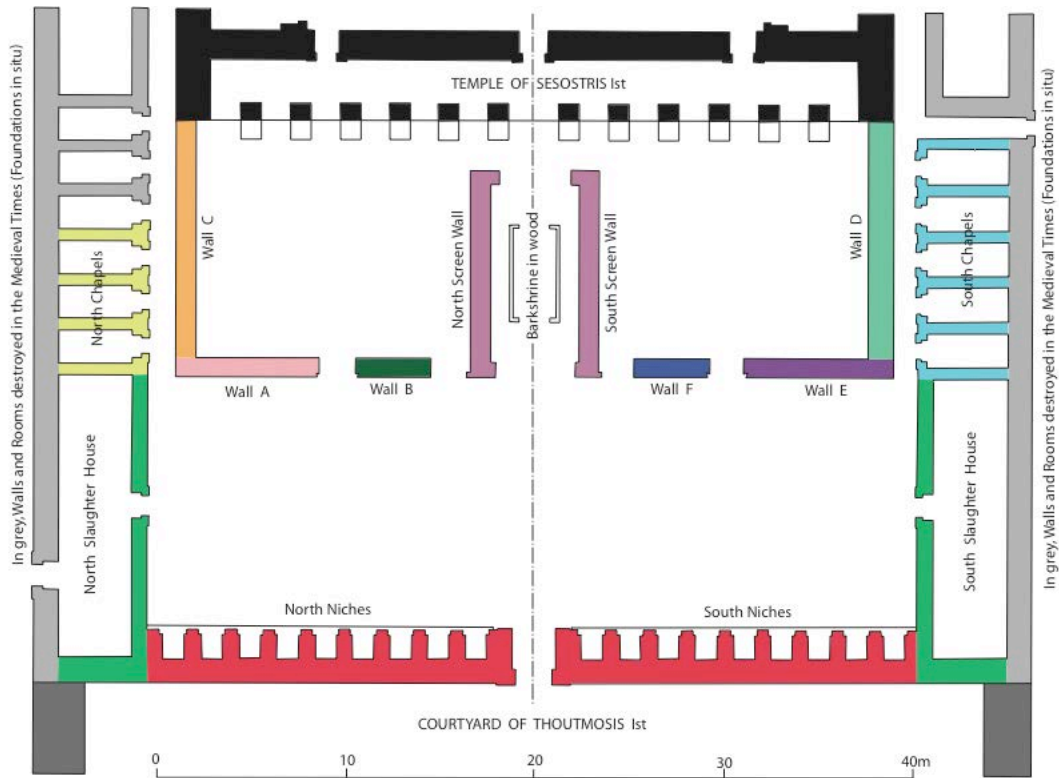 TEMPLE OF SESOSTRIS Ist
In grey,Walls and Rooms destroyed in the Medieval Times (Foundations in situ)
North Chapels
Wall C
North Screen Wall
Barkshrine in wood
South Screen Wall
Wall D
South Chapels
In grey, Walls and Rooms destroyed in the Medieval Times (Foundations in situ)
Wall A
Wall B
Wall F
Wall E
North Slaughter House
South Slaughter House
North Niches
South Niches
COURTYARD OF THOUTMOSIS Ist
0
10
20
30
40m